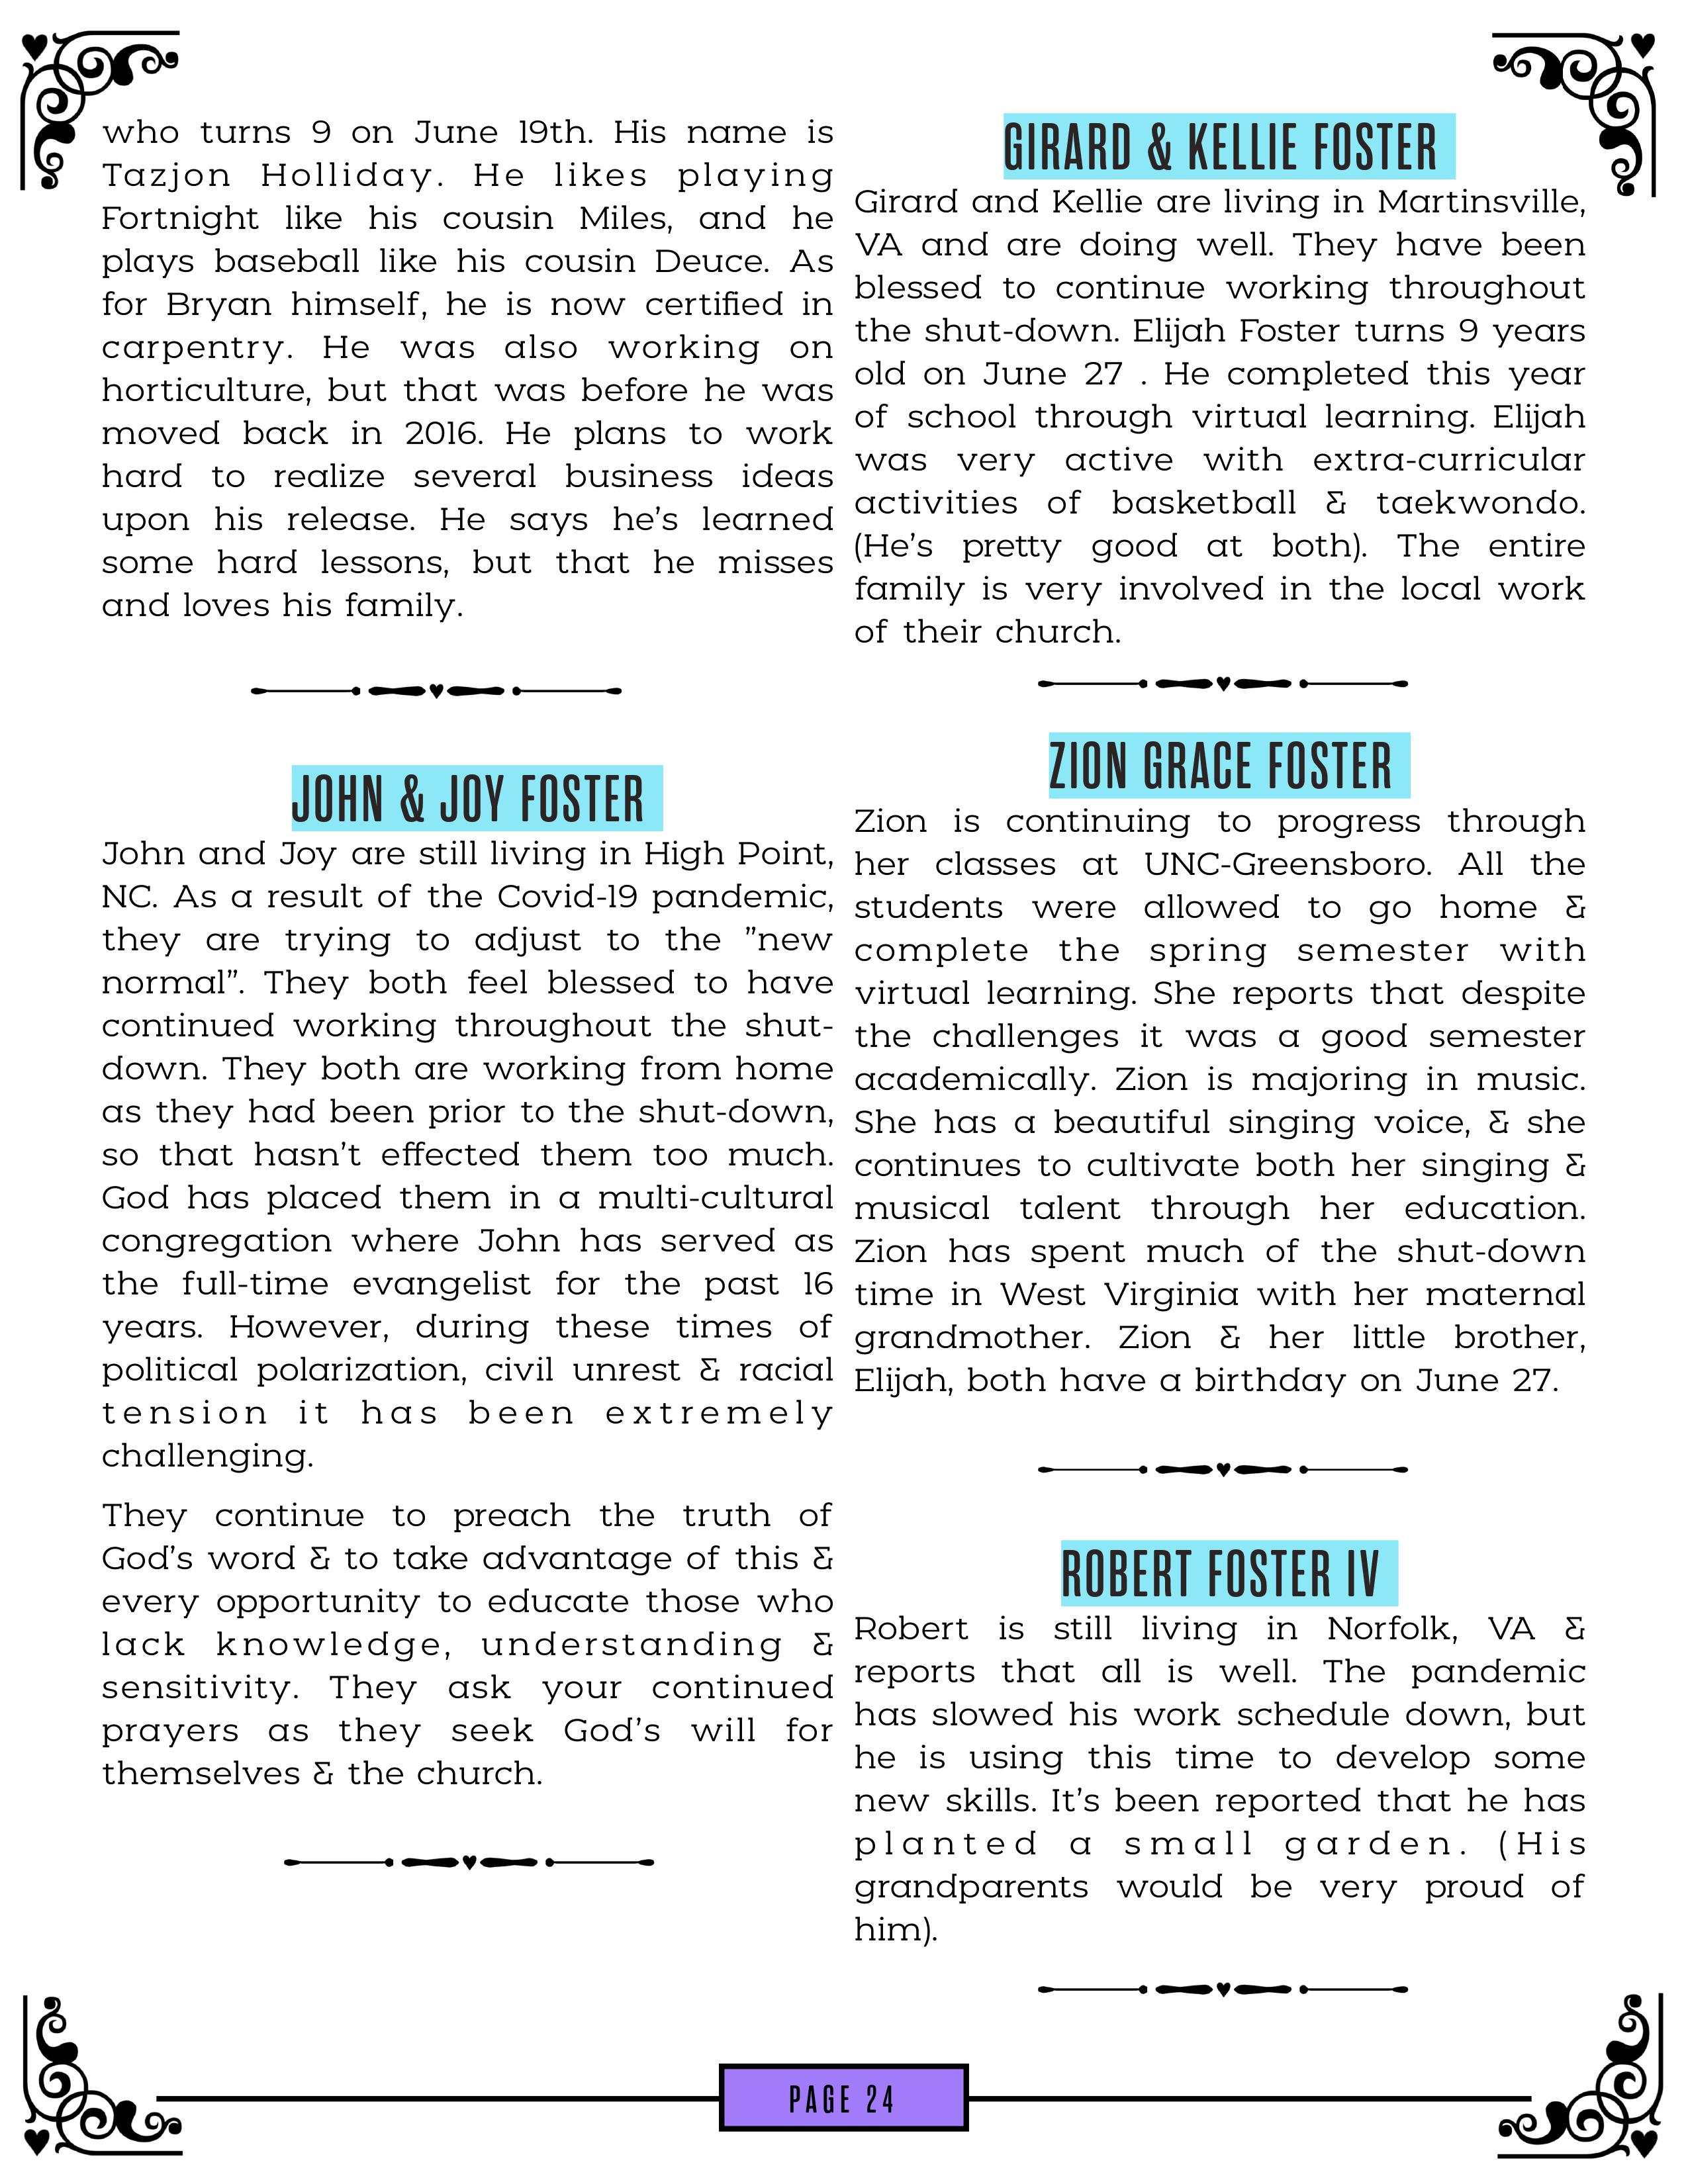 who turns 9 on June 19th. His name is
Tazjon Holliday. He likes playing
Fortnight like his cousin Miles, and he
plays baseball like his cousin Deuce. As
for Bryan himself, he is now certified in
carpentry. He was also working on
horticulture, but that was before he was
moved back in 2016. He plans to work
hard to realize several business ideas
upon his release. He says he's learned
some hard lessons, but that he misses
and loves his family.
JOHN & JOY FOSTER
John and Joy are still living in High Point,
NC. As a result of the Covid-19 pandemic,
they are trying to adjust to the ”new
normal”. They both feel blessed to have
continued working throughout the shut-
down. They both are working from home
as they had been prior to the shut-down,
so that hasn't effected them too much.
God has placed them in a multi-cultural
congregation where John has served as
the full-time evangelist for the past 16
years. However, during these times of
political polarization, civil unrest & racial
tension it has been extremely
challenging.
They continue to preach the truth of
God's word & to take advantage of this &
every opportunity to educate those who
lack knowledge, understanding &
sensitivity. They ask your continued
prayers as they seek God's will for
themselves & the church.
GIRARD & KELLIE FOSTER
Girard and Kellie are living in Martinsville,
VA and are doing well. They have been
blessed to continue working throughout
the shut-down. Elijah Foster turns 9 years
old on June 27 . He completed this year
of school through virtual learning. Elijah
was very active with extra-curricular
activities of basketball & taekwondo.
(He's pretty good at both). The entire
family is very involved in the local work
of their church.
ZION GRACE FOSTER
Zion is continuing to progress through
her classes at UNC-Greensboro. All the
students were allowed to go home &
complete the spring semester with
virtual learning. She reports that despite
the challenges it was a good semester
academically. Zion is majoring in music.
She has a beautiful singing voice, & she
continues to cultivate both her singing &
musical talent through her education.
Zion has spent much of the shut-down
time in West Virginia with her maternal
grandmother. Zion & her little brother,
Elijah, both have a birthday on June 27.
ROBERT FOSTER IV
Robert is still living in Norfolk, VA &
reports that all is well. The pandemic
has slowed his work schedule down, but
he is using this time to develop some
new skills. It's been reported that he has
planted a small garden. (His
grandparents would be very proud of
him).
PAGE 24